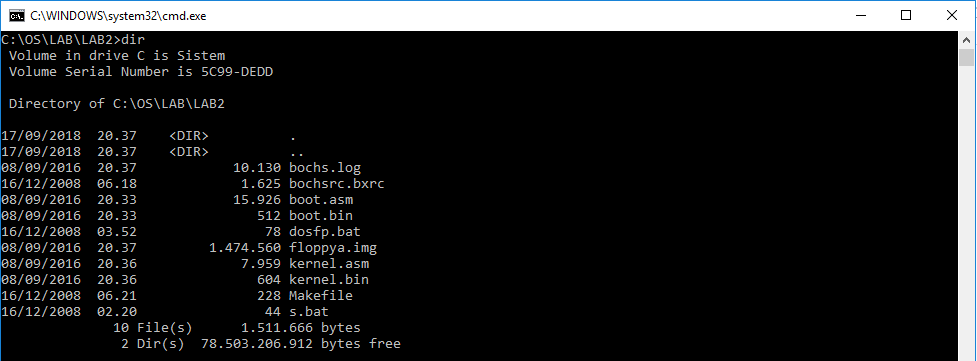 C:\WINDOWS\system32\cmd.exe
C:\OS\LAB\LAB2>dir
 Volume in drive C is Sistem
 Volume Serial Number is 5C99-DEDD

 Directory of C:\OS\LAB\LAB2

17/09/2018  20.37    <DIR>          .
17/09/2018  20.37    <DIR>          ..
08/09/2016  20.37            10.130 bochs.log
16/12/2008  06.18             1.625 bochsrc.bxrc
08/09/2016  20.33            15.926 boot.asm
08/09/2016  20.33               512 boot.bin
16/12/2008  03.52                78 dosfp.bat
08/09/2016  20.37         1.474.560 floppya.img
08/09/2016  20.36             7.959 kernel.asm
08/09/2016  20.36               604 kernel.bin
16/12/2008  06.21               228 Makefile
16/12/2008  02.20                44 s.bat
              10 File(s)      1.511.666 bytes
               2 Dir(s)  78.503.206.912 bytes free